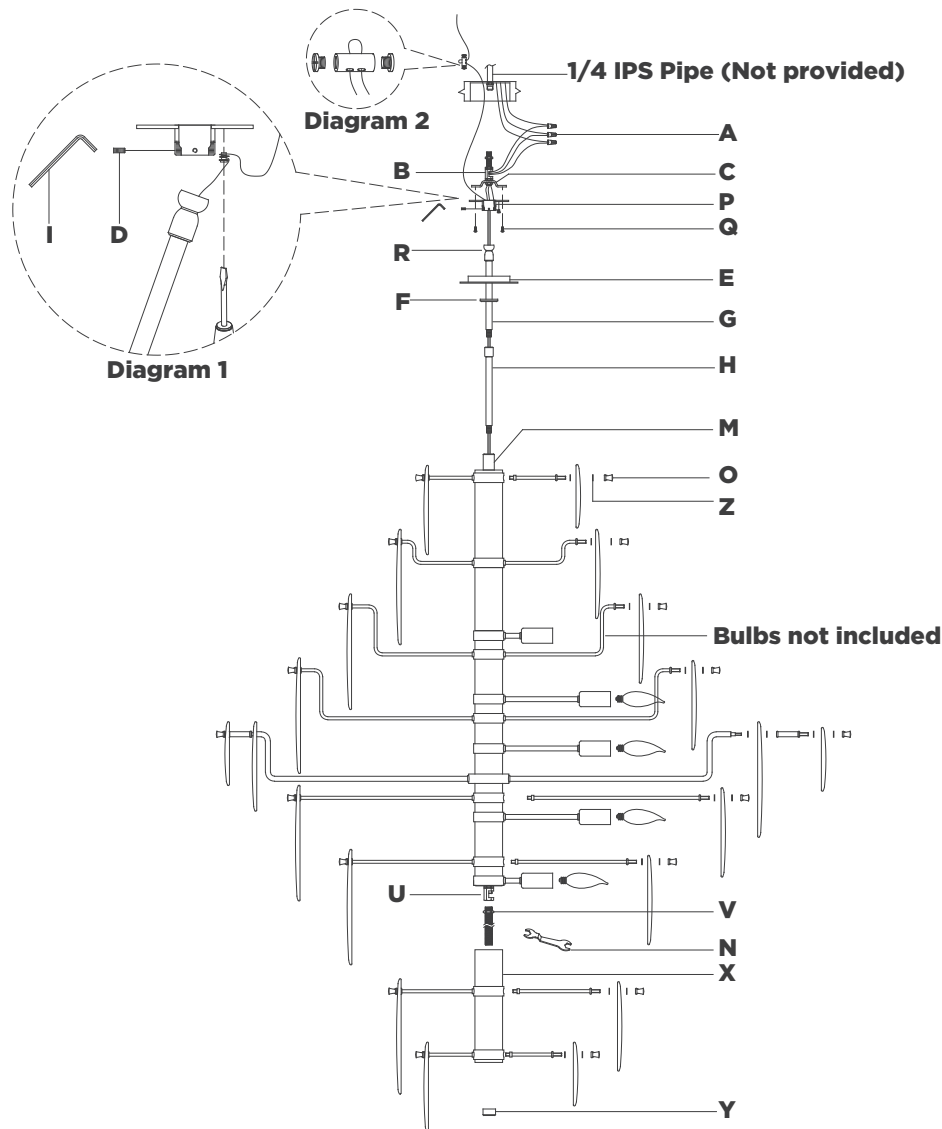 1/4 IPS Pipe (Not provided)
Diagram 2
A
B
C
P
I
D
Q
R
E
F
G
Diagram 1
H
M
O
Z
Bulbs not included
U
V
N
X
Y